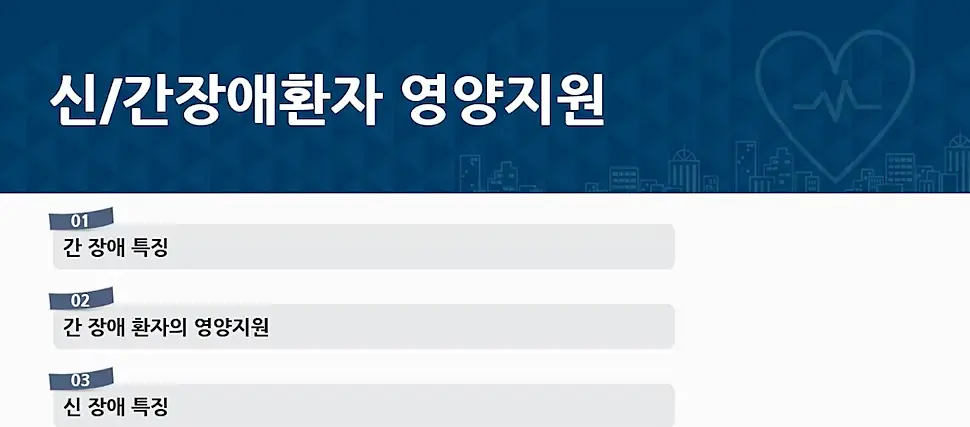 신/간장애환자 영양지원
01
간 장애 특징
02
간 장애 환자의 영양지원
03
신 장애 특징